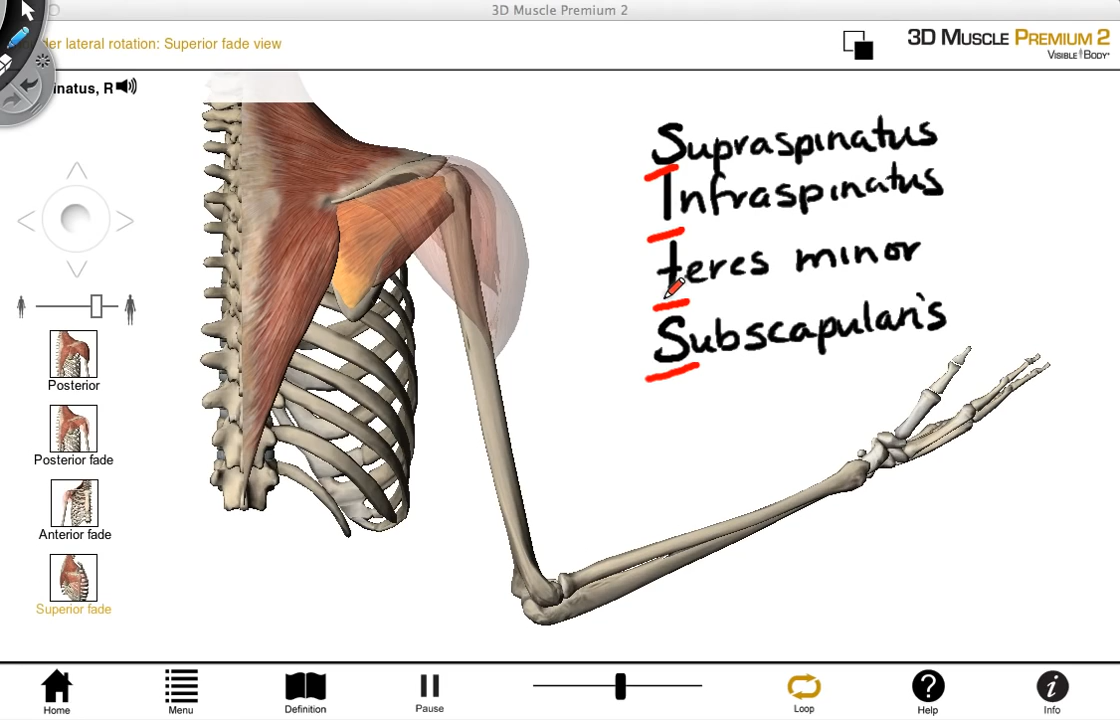 3D Muscle Premium 2
der lateral rotation: Superior fade view
3D MUSCLE PREMIUM 2
VISIBLE BODY
inatus, R
Supraspinatus
Infraspinatus
teres minor
Subscapularis
Posterior
Posterior fade
Anterior fade
Superior fade
Home
Menu
Definition
Pause
Loop
Help
Info